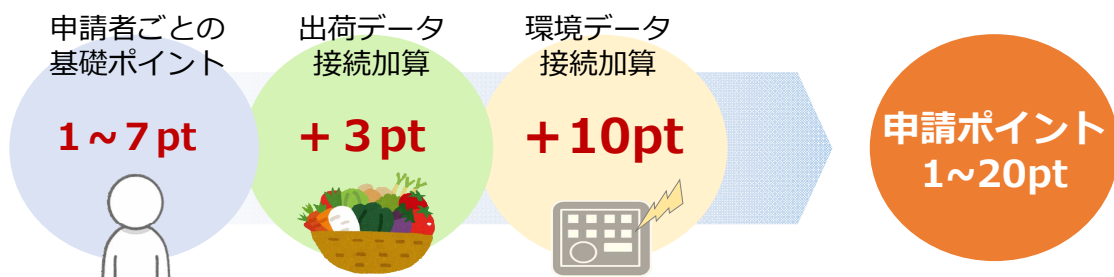 申請者ごとの
基礎ポイント
1~7pt
出荷データ
接続加算
+3pt
環境データ
接続加算
+10pt
申請ポイント
1~20pt